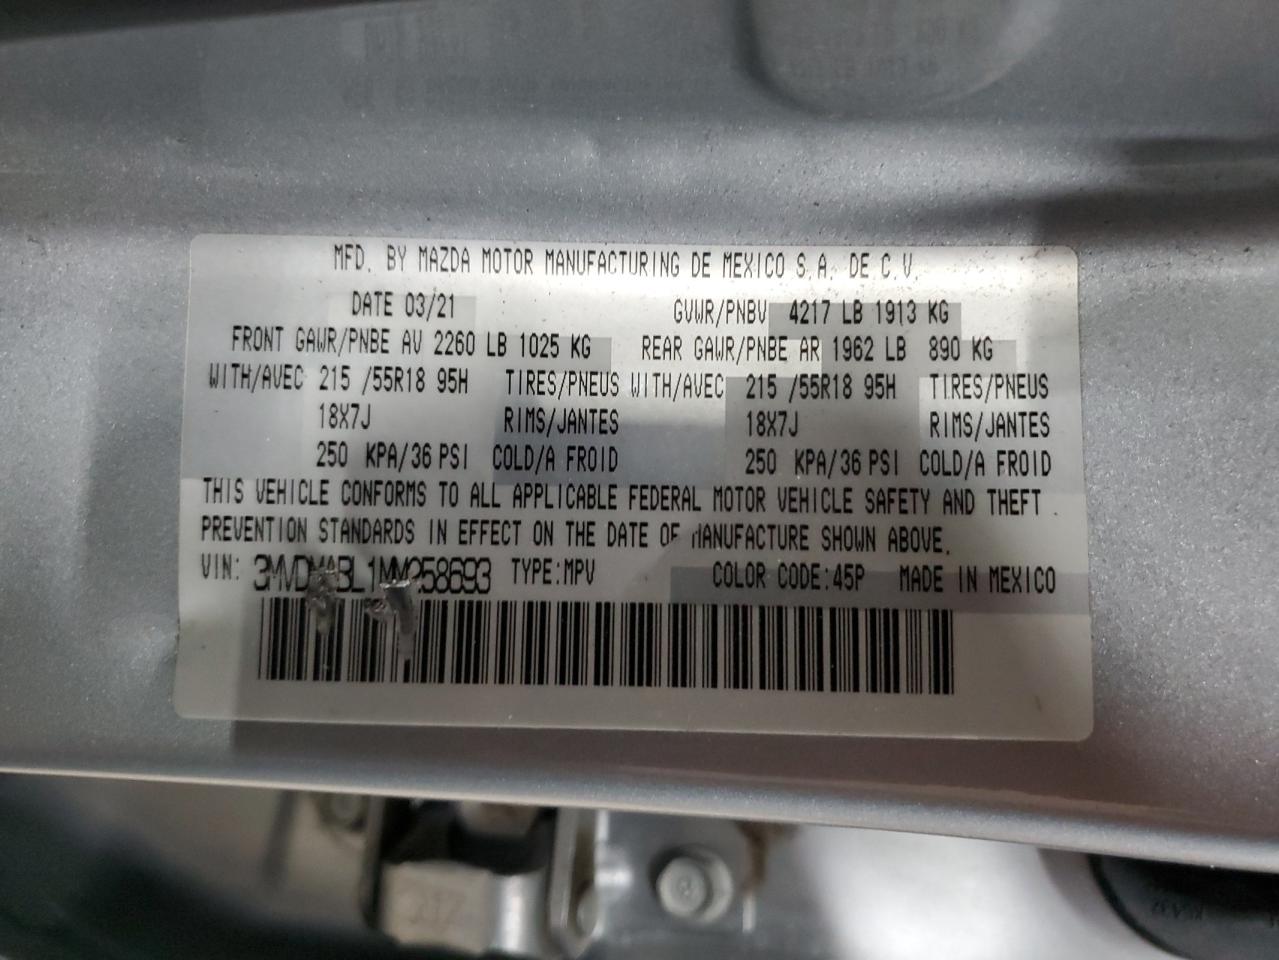 MFD. BY MAZDA MOTOR MANUFACTURING DE MEXICO S.A. DE C.V.
DATE 03/21 GVWR/PNBV 4217 LB 1913 KG
FRONT GAWR/PNBE AV 2260 LB 1025 KG REAR GAWR/PNBE AR 1962 LB 890 KG
WITH/AVEC 215 /55R18 95H TIRES/PNEUS WITH/AVEC 215 /55R18 95H TIRES/PNEUS
18X7J RIMS/JANTES 18X7J RIMS/JANTES
250 KPA/36 PSI COLD/A FROID 250 KPA/36 PSI COLD/A FROID
THIS VEHICLE CONFORMS TO ALL APPLICABLE FEDERAL MOTOR VEHICLE SAFETY AND THEFT
PREVENTION STANDARDS IN EFFECT ON THE DATE OF MANUFACTURE SHOWN ABOVE.
VIN: TYPE:MPV COLOR CODE:45P MADE IN MEXICO